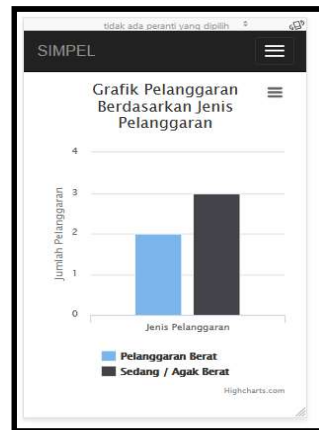 tidak ada peranti yang dipilih
SIMPEL
Grafik Pelanggaran
Berdasarkan Jenis
Pelanggaran
4
3
2
1
0
Jumlah Pelanggaran
Jenis Pelanggaran
Pelanggaran Berat
Sedang / Agak Berat
Highcharts.com